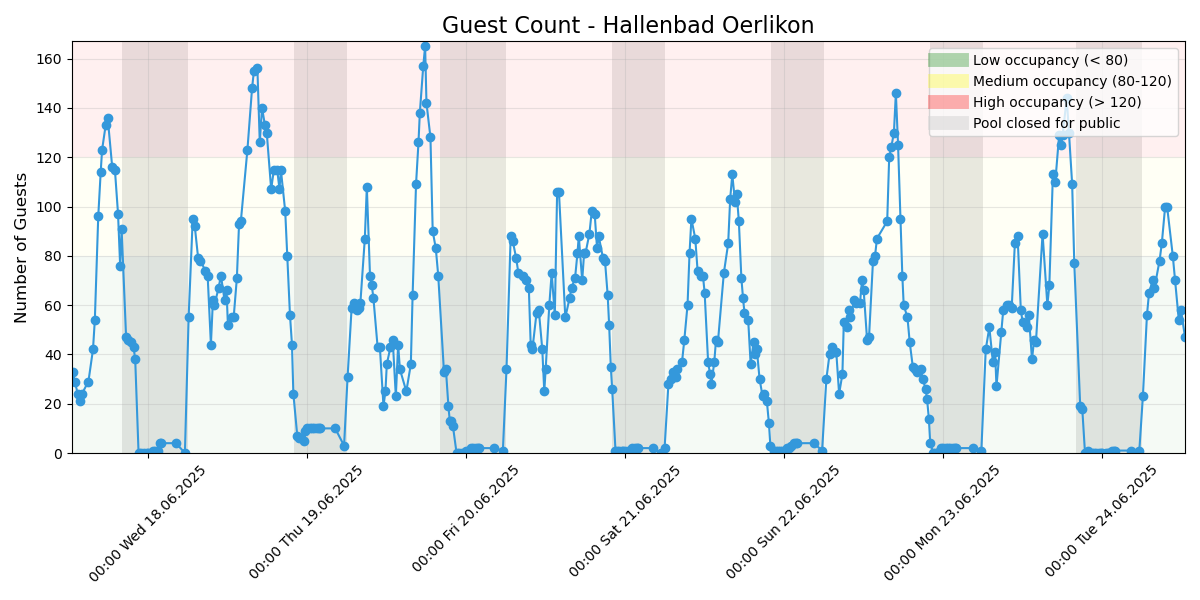 Guest Count - Hallenbad Oerlikon
Number of Guests
160
140
120
100
80
60
40
20
0
Low occupancy (< 80)
Medium occupancy (80-120)
High occupancy (> 120)
Pool closed for public
00:00 Wed 18.06.2025
00:00 Thu 19.06.2025
00:00 Fri 20.06.2025
00:00 Sat 21.06.2025
00:00 Sun 22.06.2025
00:00 Mon 23.06.2025
00:00 Tue 24.06.2025